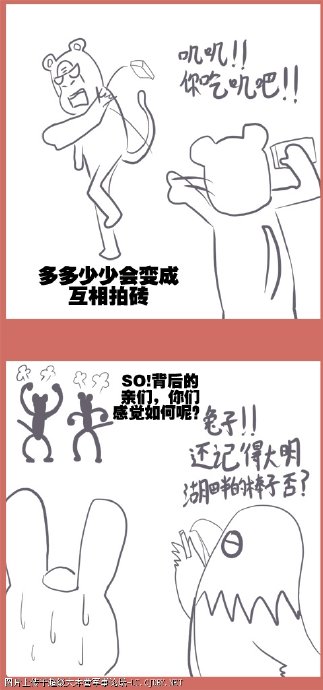 叽叽!!
你吃叽吧!!
多多少少会变成
互相拍砖
SO!背后的
亲们,你们
感觉如何呢?
兔子!!
还记得大明
湖畔的棒子否?